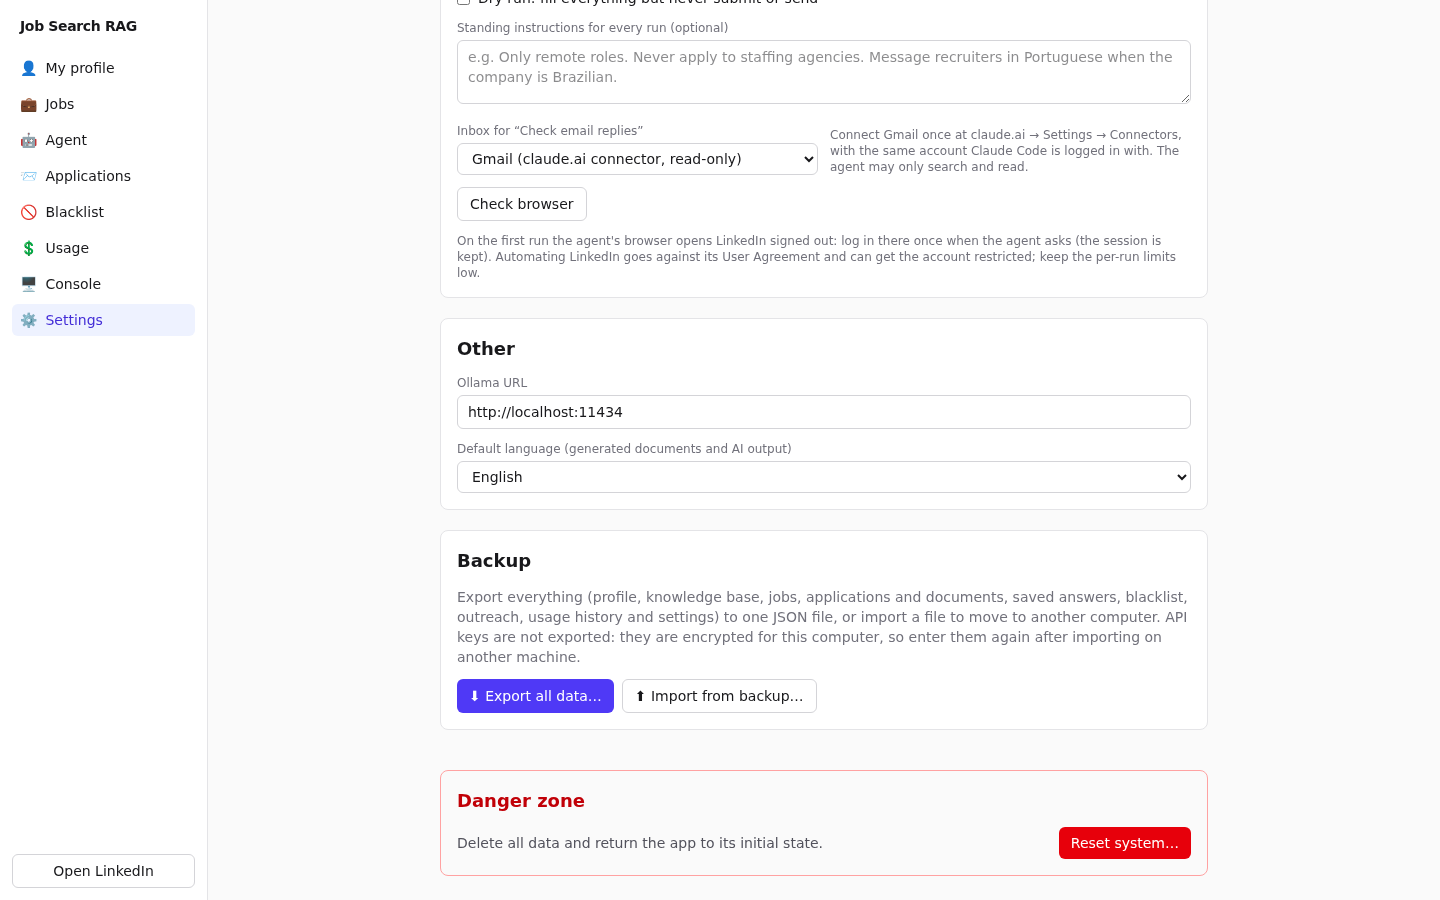 Job Search RAG
My profile
Jobs
Agent
Applications
Blacklist
Usage
Console
Settings
Open LinkedIn
Dry run: fill everything but never submit or send
Standing instructions for every run (optional)
e.g. Only remote roles. Never apply to staffing agencies. Message recruiters in Portuguese when the
company is Brazilian.
Inbox for “Check email replies”
Gmail (claude.ai connector, read-only)
Connect Gmail once at claude.ai → Settings → Connectors,
with the same account Claude Code is logged in with. The
agent may only search and read.
Check browser
On the first run the agent's browser opens LinkedIn signed out: log in there once when the agent asks (the session is
kept). Automating LinkedIn goes against its User Agreement and can get the account restricted; keep the per-run limits
low.
Other
Ollama URL
http://localhost:11434
Default language (generated documents and AI output)
English
Backup
Export everything (profile, knowledge base, jobs, applications and documents, saved answers, blacklist,
outreach, usage history and settings) to one JSON file, or import a file to move to another computer. API
keys are not exported: they are encrypted for this computer, so enter them again after importing on
another machine.
⬇ Export all data…
⬆ Import from backup…
Danger zone
Delete all data and return the app to its initial state.
Reset system…